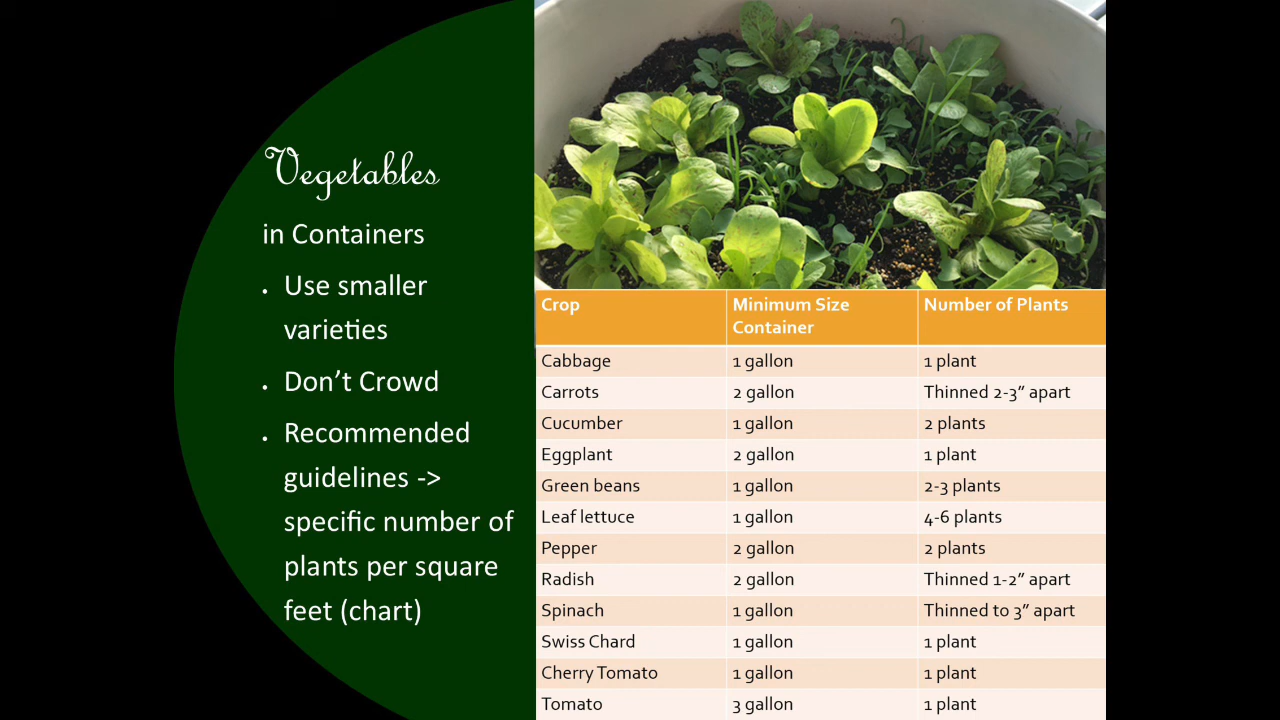 Vegetables
in Containers
• Use smaller
varieties
• Don’t Crowd
• Recommended
guidelines ->
specific number of
plants per square
feet (chart)
Crop Minimum Size Container Number of Plants
Cabbage 1 gallon 1 plant
Carrots 2 gallon Thinned 2-3” apart
Cucumber 1 gallon 2 plants
Eggplant 2 gallon 1 plant
Green beans 1 gallon 2-3 plants
Leaf lettuce 1 gallon 4-6 plants
Pepper 2 gallon 2 plants
Radish 2 gallon Thinned 1-2” apart
Spinach 1 gallon Thinned to 3” apart
Swiss Chard 1 gallon 1 plant
Cherry Tomato 1 gallon 1 plant
Tomato 3 gallon 1 plant